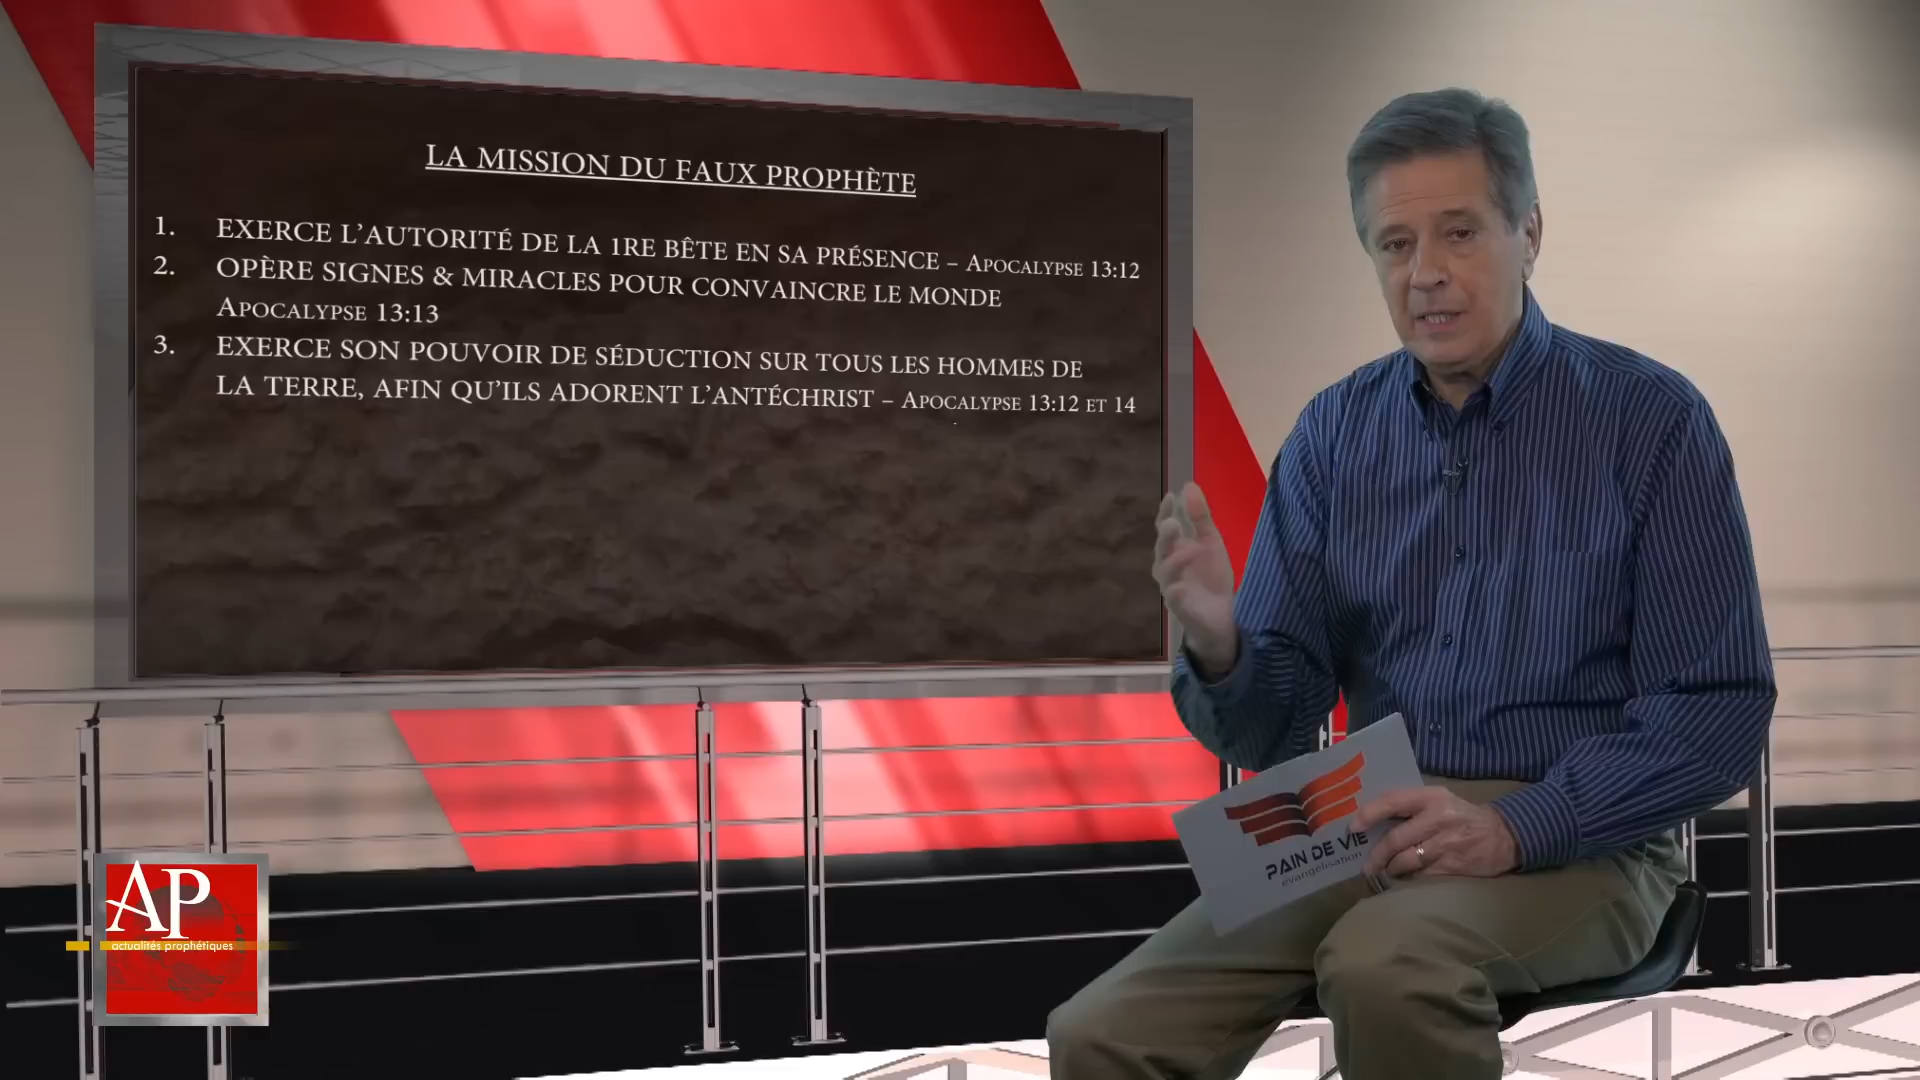 LA MISSION DU FAUX PROPHÈTE
1. EXERCE L'AUTORITÉ DE LA 1RE BÊTE EN SA PRÉSENCE – APOCALYPSE 13:12
2. OPÈRE SIGNES & MIRACLES POUR CONVAINCRE LE MONDE
APOCALYPSE 13:13
3. EXERCE SON POUVOIR DE SÉDUCTION SUR TOUS LES HOMMES DE
LA TERRE, AFIN QU'ILS ADORENT L'ANTÉCHRIST – APOCALYPSE 13:12 ET 14
PAIN DE VIE
évangelisation
AP
actualités prophétiques